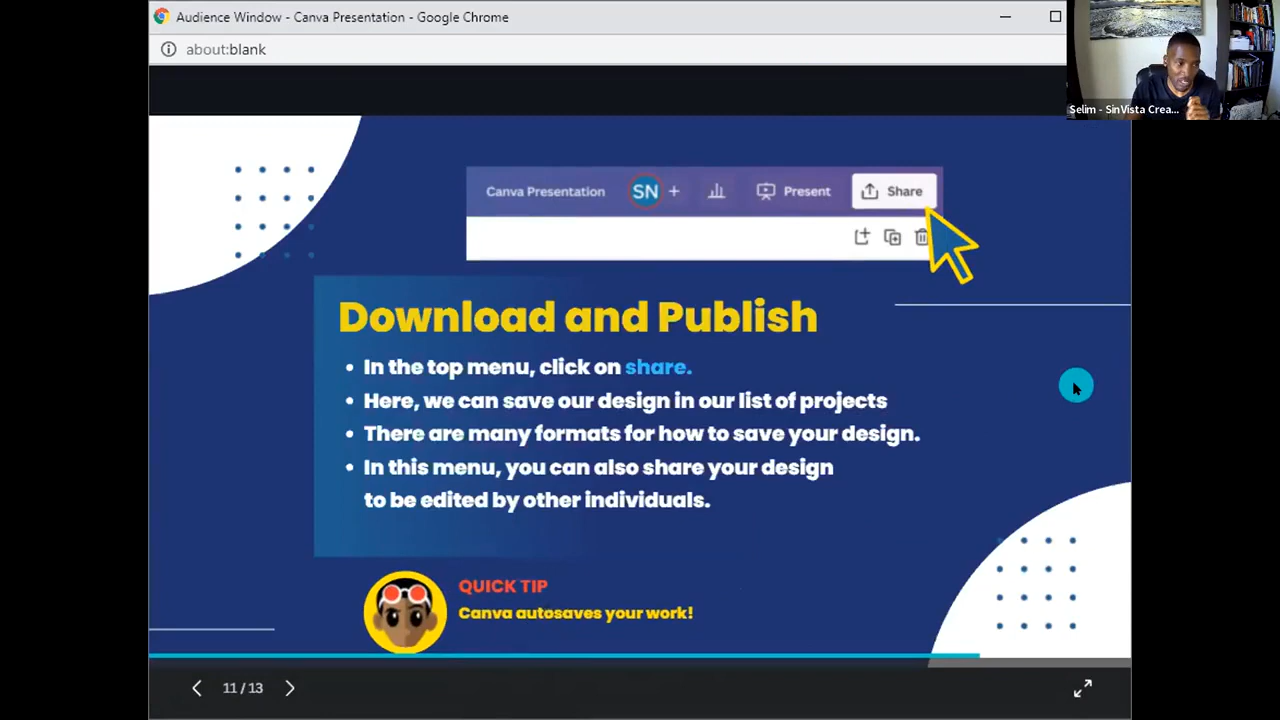 Audience Window - Canva Presentation - Google Chrome
about:blank
Selim - SinVista Crea...
Canva Presentation SN + Present Share
Download and Publish
• In the top menu, click on share.
• Here, we can save our design in our list of projects
• There are many formats for how to save your design.
• In this menu, you can also share your design
to be edited by other individuals.
QUICK TIP
Canva autosaves your work!
11 / 13